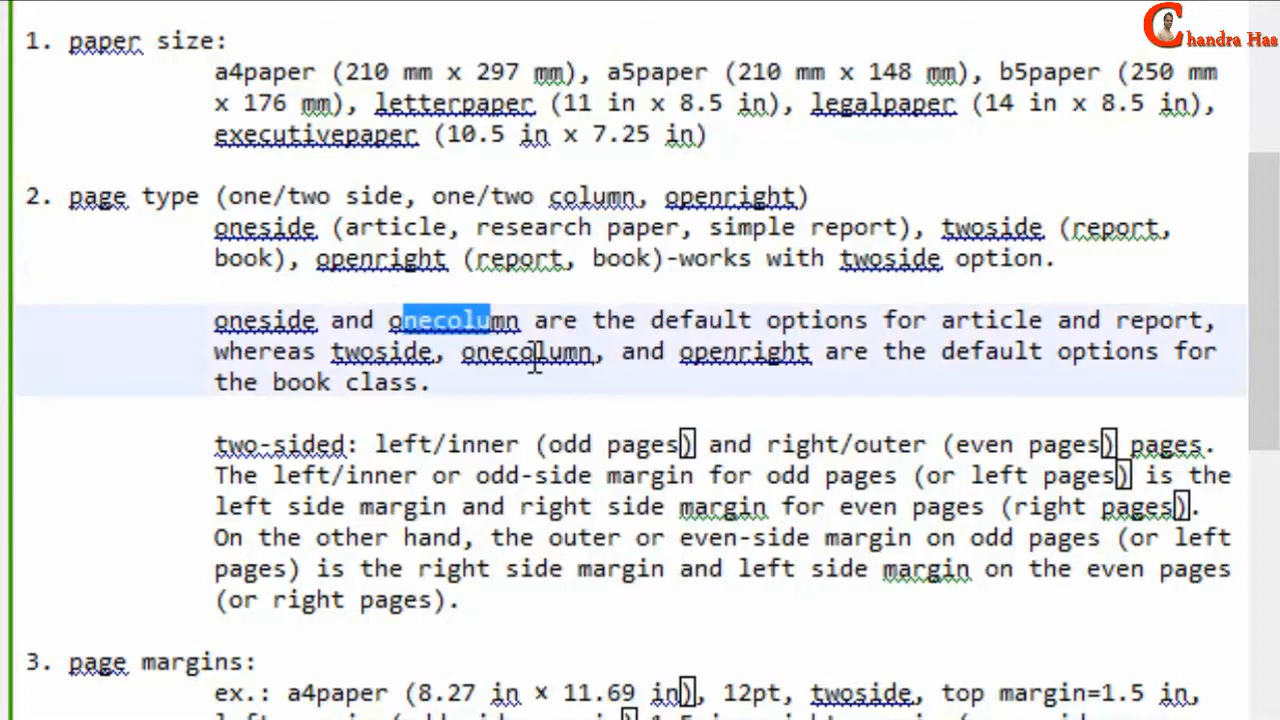 Chandra Has
1. paper size:
a4paper (210 mm x 297 mm), a5paper (210 mm x 148 mm), b5paper (250 mm
x 176 mm), letterpaper (11 in x 8.5 in), legalpaper (14 in x 8.5 in),
executivepaper (10.5 in x 7.25 in)
2. page type (one/two side, one/two column, openright)
oneside (article, research paper, simple report), twoside (report,
book), openright (report, book)-works with twoside option.
oneside and onecolumn are the default options for article and report,
whereas twoside, onecolumn, and openright are the default options for
the book class.
two-sided: left/inner (odd pages) and right/outer (even pages) pages.
The left/inner or odd-side margin for odd pages (or left pages) is the
left side margin and right side margin for even pages (right pages).
On the other hand, the outer or even-side margin on odd pages (or left
pages) is the right side margin and left side margin on the even pages
(or right pages).
3. page margins:
ex.: a4paper (8.27 in × 11.69 in), 12pt, twoside, top margin=1.5 in,